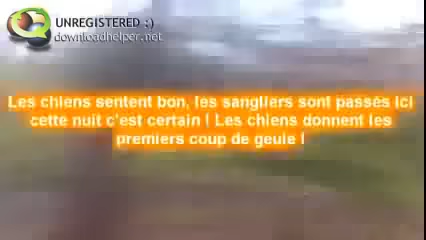 UNREGISTERED :)
downloadhelper.net
Les chiens sentent bon, les sangliers sont passés ici
cette nuit c'est certain ! Les chiens donnent les
premiers coup de geule !